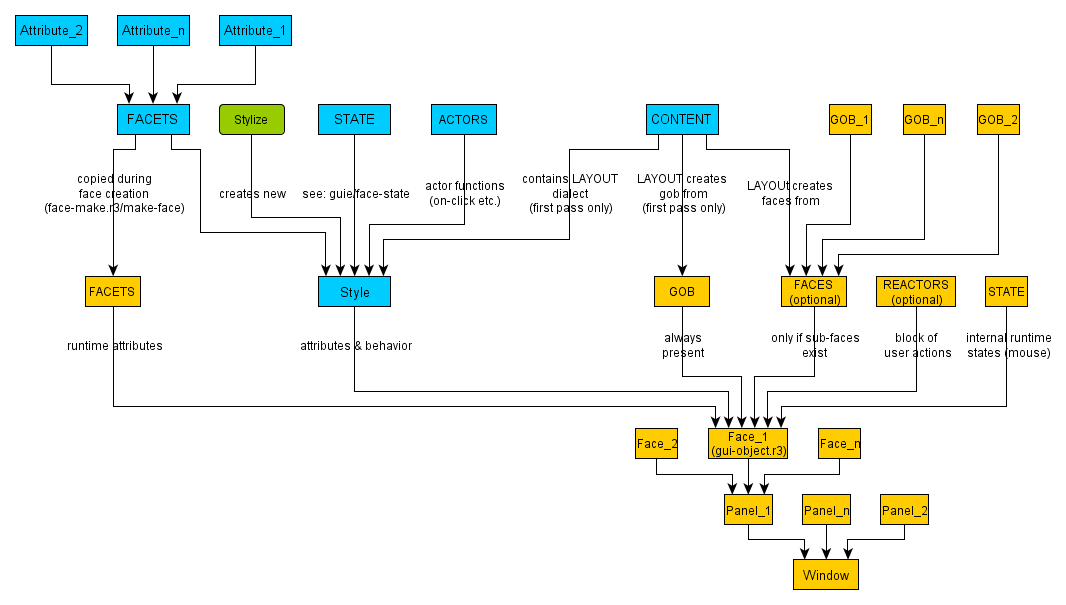 Attribute_2
Attribute_n
Attribute_1
FACETS
Stylize
STATE
ACTORS
CONTENT
GOB_1
GOB_n
GOB_2
copied during
face creation
(face-make.r3/make-face)
creates new
see: guie/face-state
actor functions
(on-click etc.)
contains LAYOUT
dialect
(first pass only)
LAYOUT creates
gob from
(first pass only)
LAYOUt creates
faces from
FACETS
Style
GOB
FACES
(optional)
REACTORS
(optional)
STATE
runtime attributes
attributes & behavior
always
present
only if sub-faces
exist
block of
user actions
internal runtime
states (mouse)
Face_2
Face_1
(gui-object.r3)
Face_n
Panel_1
Panel_n
Panel_2
Window